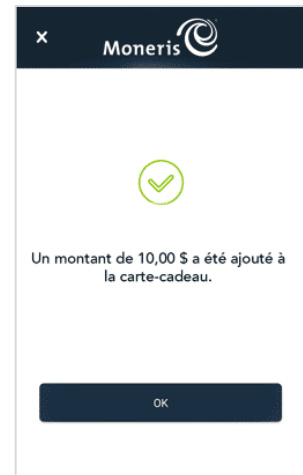 × Moneris
Un montant de 10,00 $ a été ajouté à
la carte-cadeau.
OK